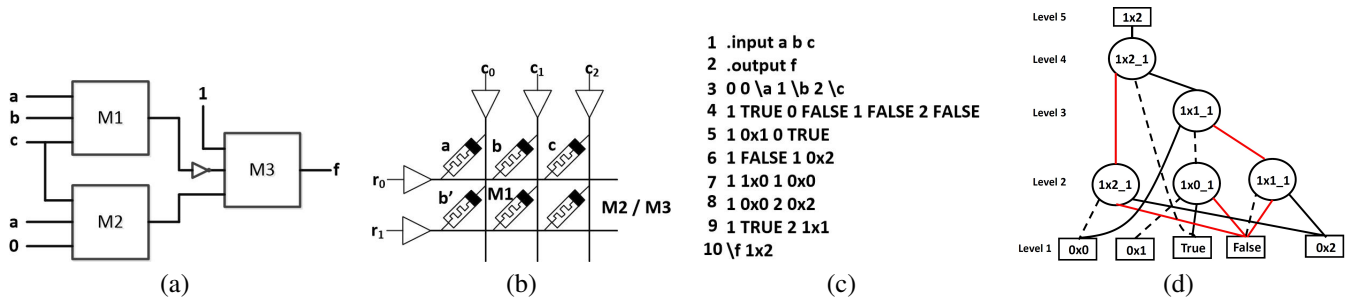 a
b
c
M1
1
M3
f
M2
a
0
(a)
c0 c1 c2
a b c
r0
b' M1 M2 / M3
r1
(b)
1 .input a b c
2 .output f
3 0 0 \a 1 \b 2 \c
4 1 TRUE 0 FALSE 1 FALSE 2 FALSE
5 1 0x1 0 TRUE
6 1 FALSE 1 0x2
7 1 1x0 1 0x0
8 1 0x0 2 0x2
9 1 TRUE 2 1x1
10 \f 1x2
(c)
Level 5 1x2
Level 4 1x2_1
Level 3 1x1_1
Level 2 1x2_1 1x0_1 1x1_1
Level 1 0x0 0x1 True False 0x2
(d)